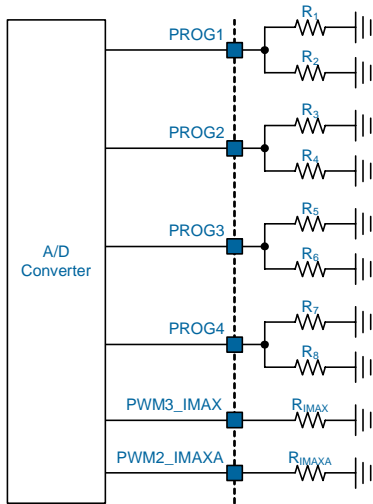 R1
PROG1
R2
R3
PROG2
R4
R5
PROG3
A/D
Converter
R6
R7
PROG4
R8
PWM3_IMAX
RIMAX
PWM2_IMAXA
RIMAXA